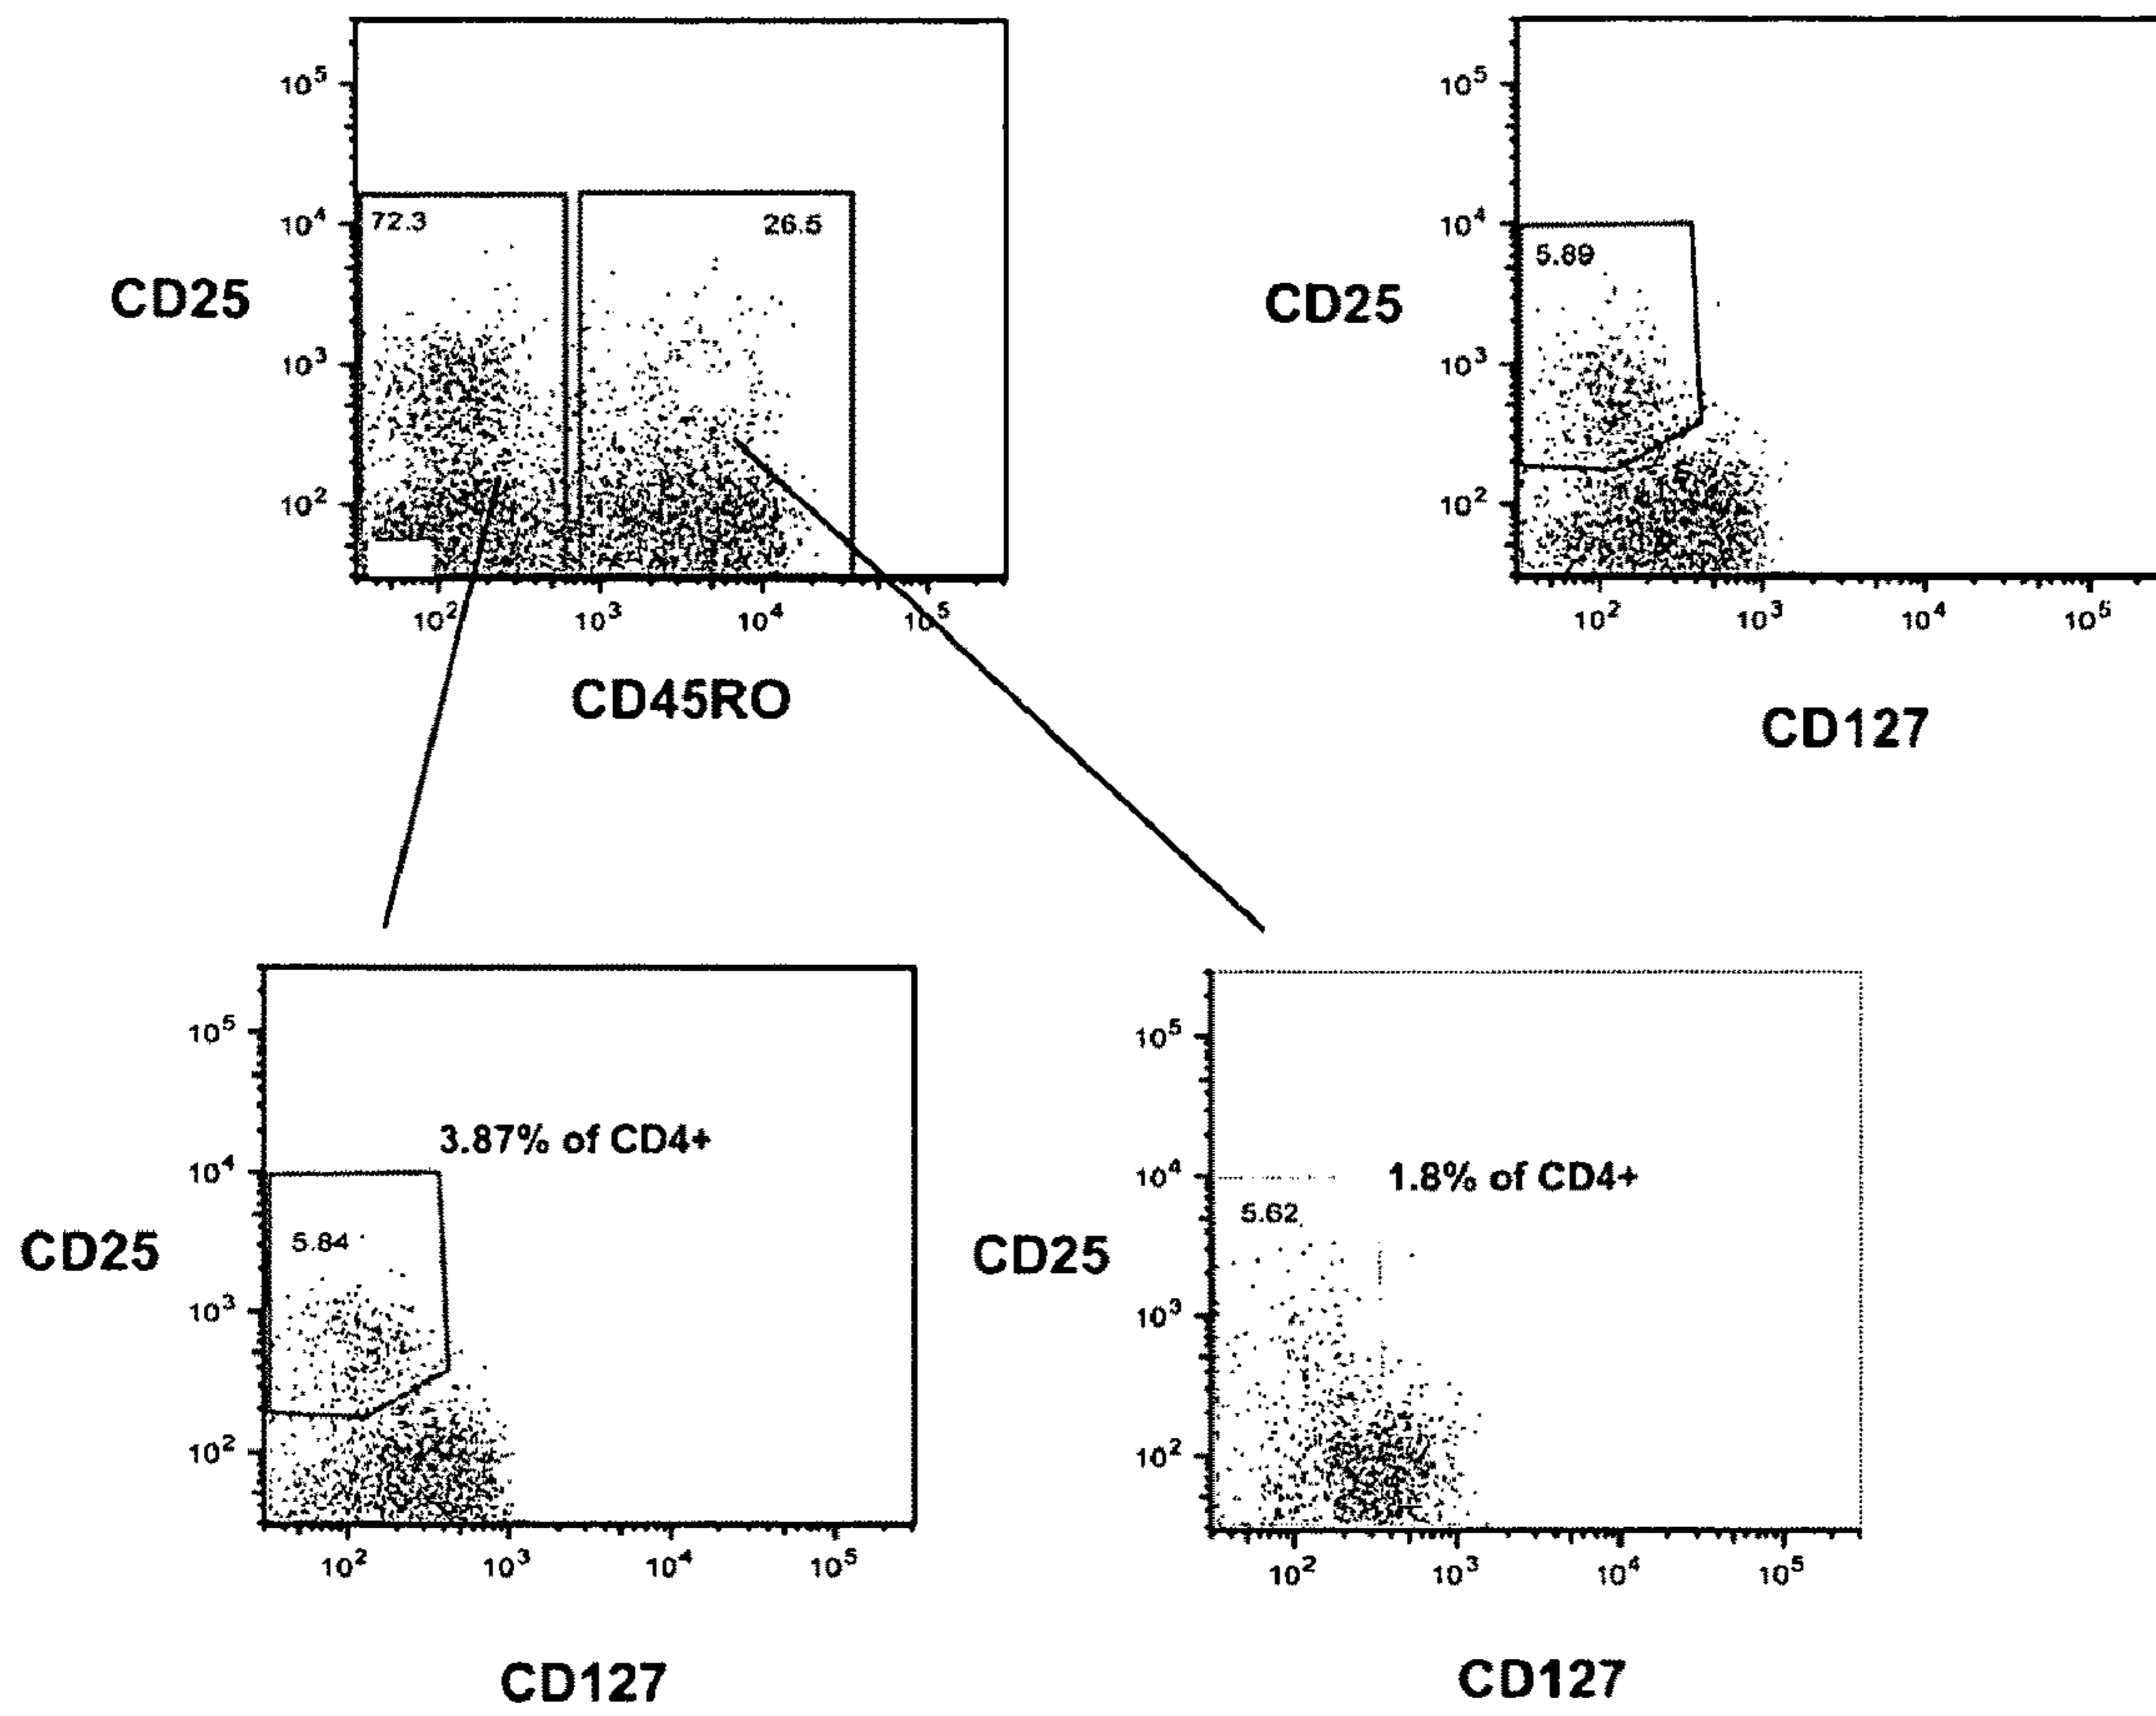 10⁵
10⁴
10³
10²
72.3
26.5
CD25
10² 10³ 10⁴ 10⁵
CD45RO
10⁵
10⁴
10³
10²
5.89
CD25
10² 10³ 10⁴ 10⁵
CD127
10⁵
10⁴
10³
10²
3.87% of CD4+
5.84
CD25
10² 10³ 10⁴ 10⁵
CD127
10⁵
10⁴
10³
10²
1.8% of CD4+
5.62
CD25
10² 10³ 10⁴ 10⁵
CD127